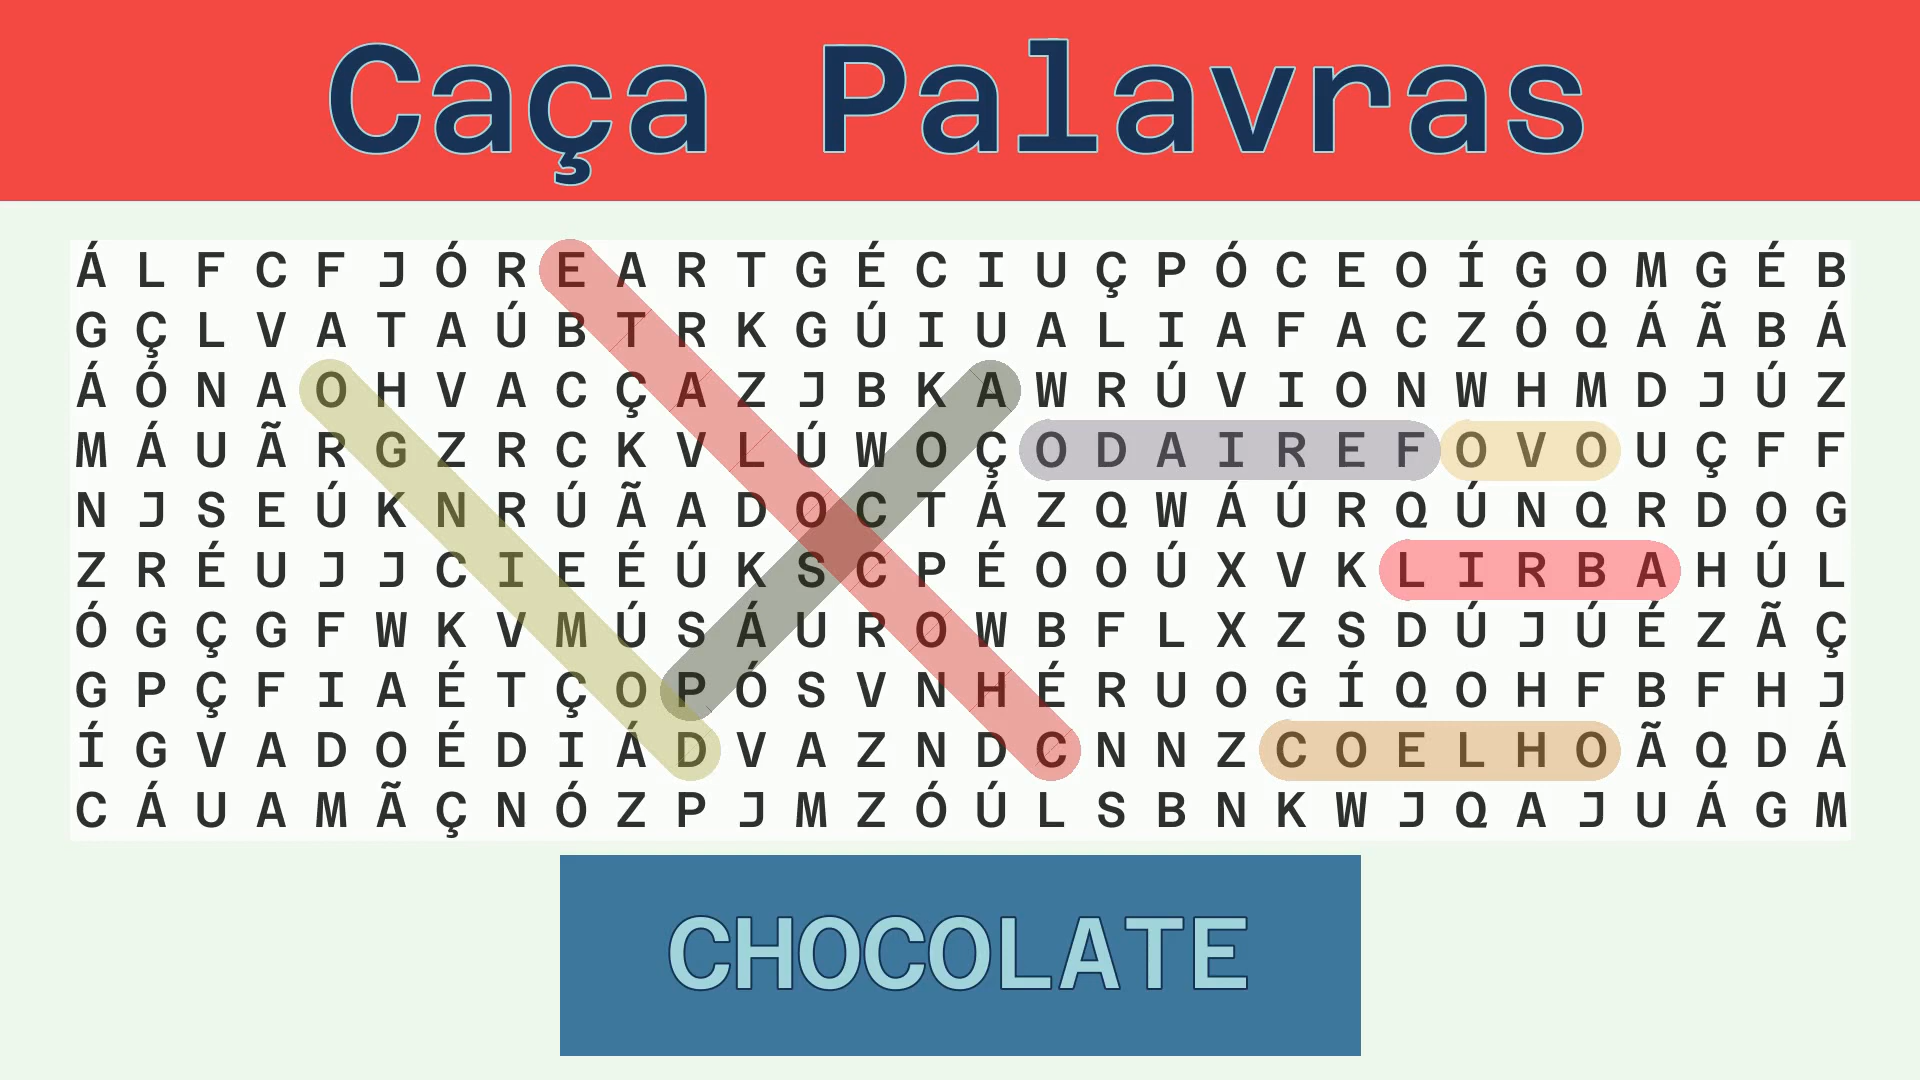 Caça Palavras
Á L F C F J Ó R E A R T G É C I U Ç P Ó C E O Í G O M G É B
G Ç L V A T A Ú B T R K G Ú I U A L I A F A C Z Ó Q Á Ã B Á
Á Ó N A O H V A C Ç A Z J B K A W R Ú V I O N W H M D J Ú Z
M Á U Ã R G Z R C K V L Ú W O Ç O D A I R E F O V O U Ç F F
N J S E Ú K N R Ú Ã A D O C T Á Z Q W Á Ú R Q Ú N Q R D O G
Z R É U J J C I E É Ú K S C P É O O Ú X V K L I R B A H Ú L
Ó G Ç G F W K V M Ú S Á U R O W B F L X Z S D Ú J Ú É Z Ã Ç
G P Ç F I A É T Ç O P Ó S V N H É R U O G Í Q O H F B F H J
Í G V A D O É D I Á D V A Z N D C N N Z C O E L H O Ã Q D Á
C Á U A M Ã Ç N Ó Z P J M Z Ó Ú L S B N K W J Q A J U Á G M
CHOCOLATE